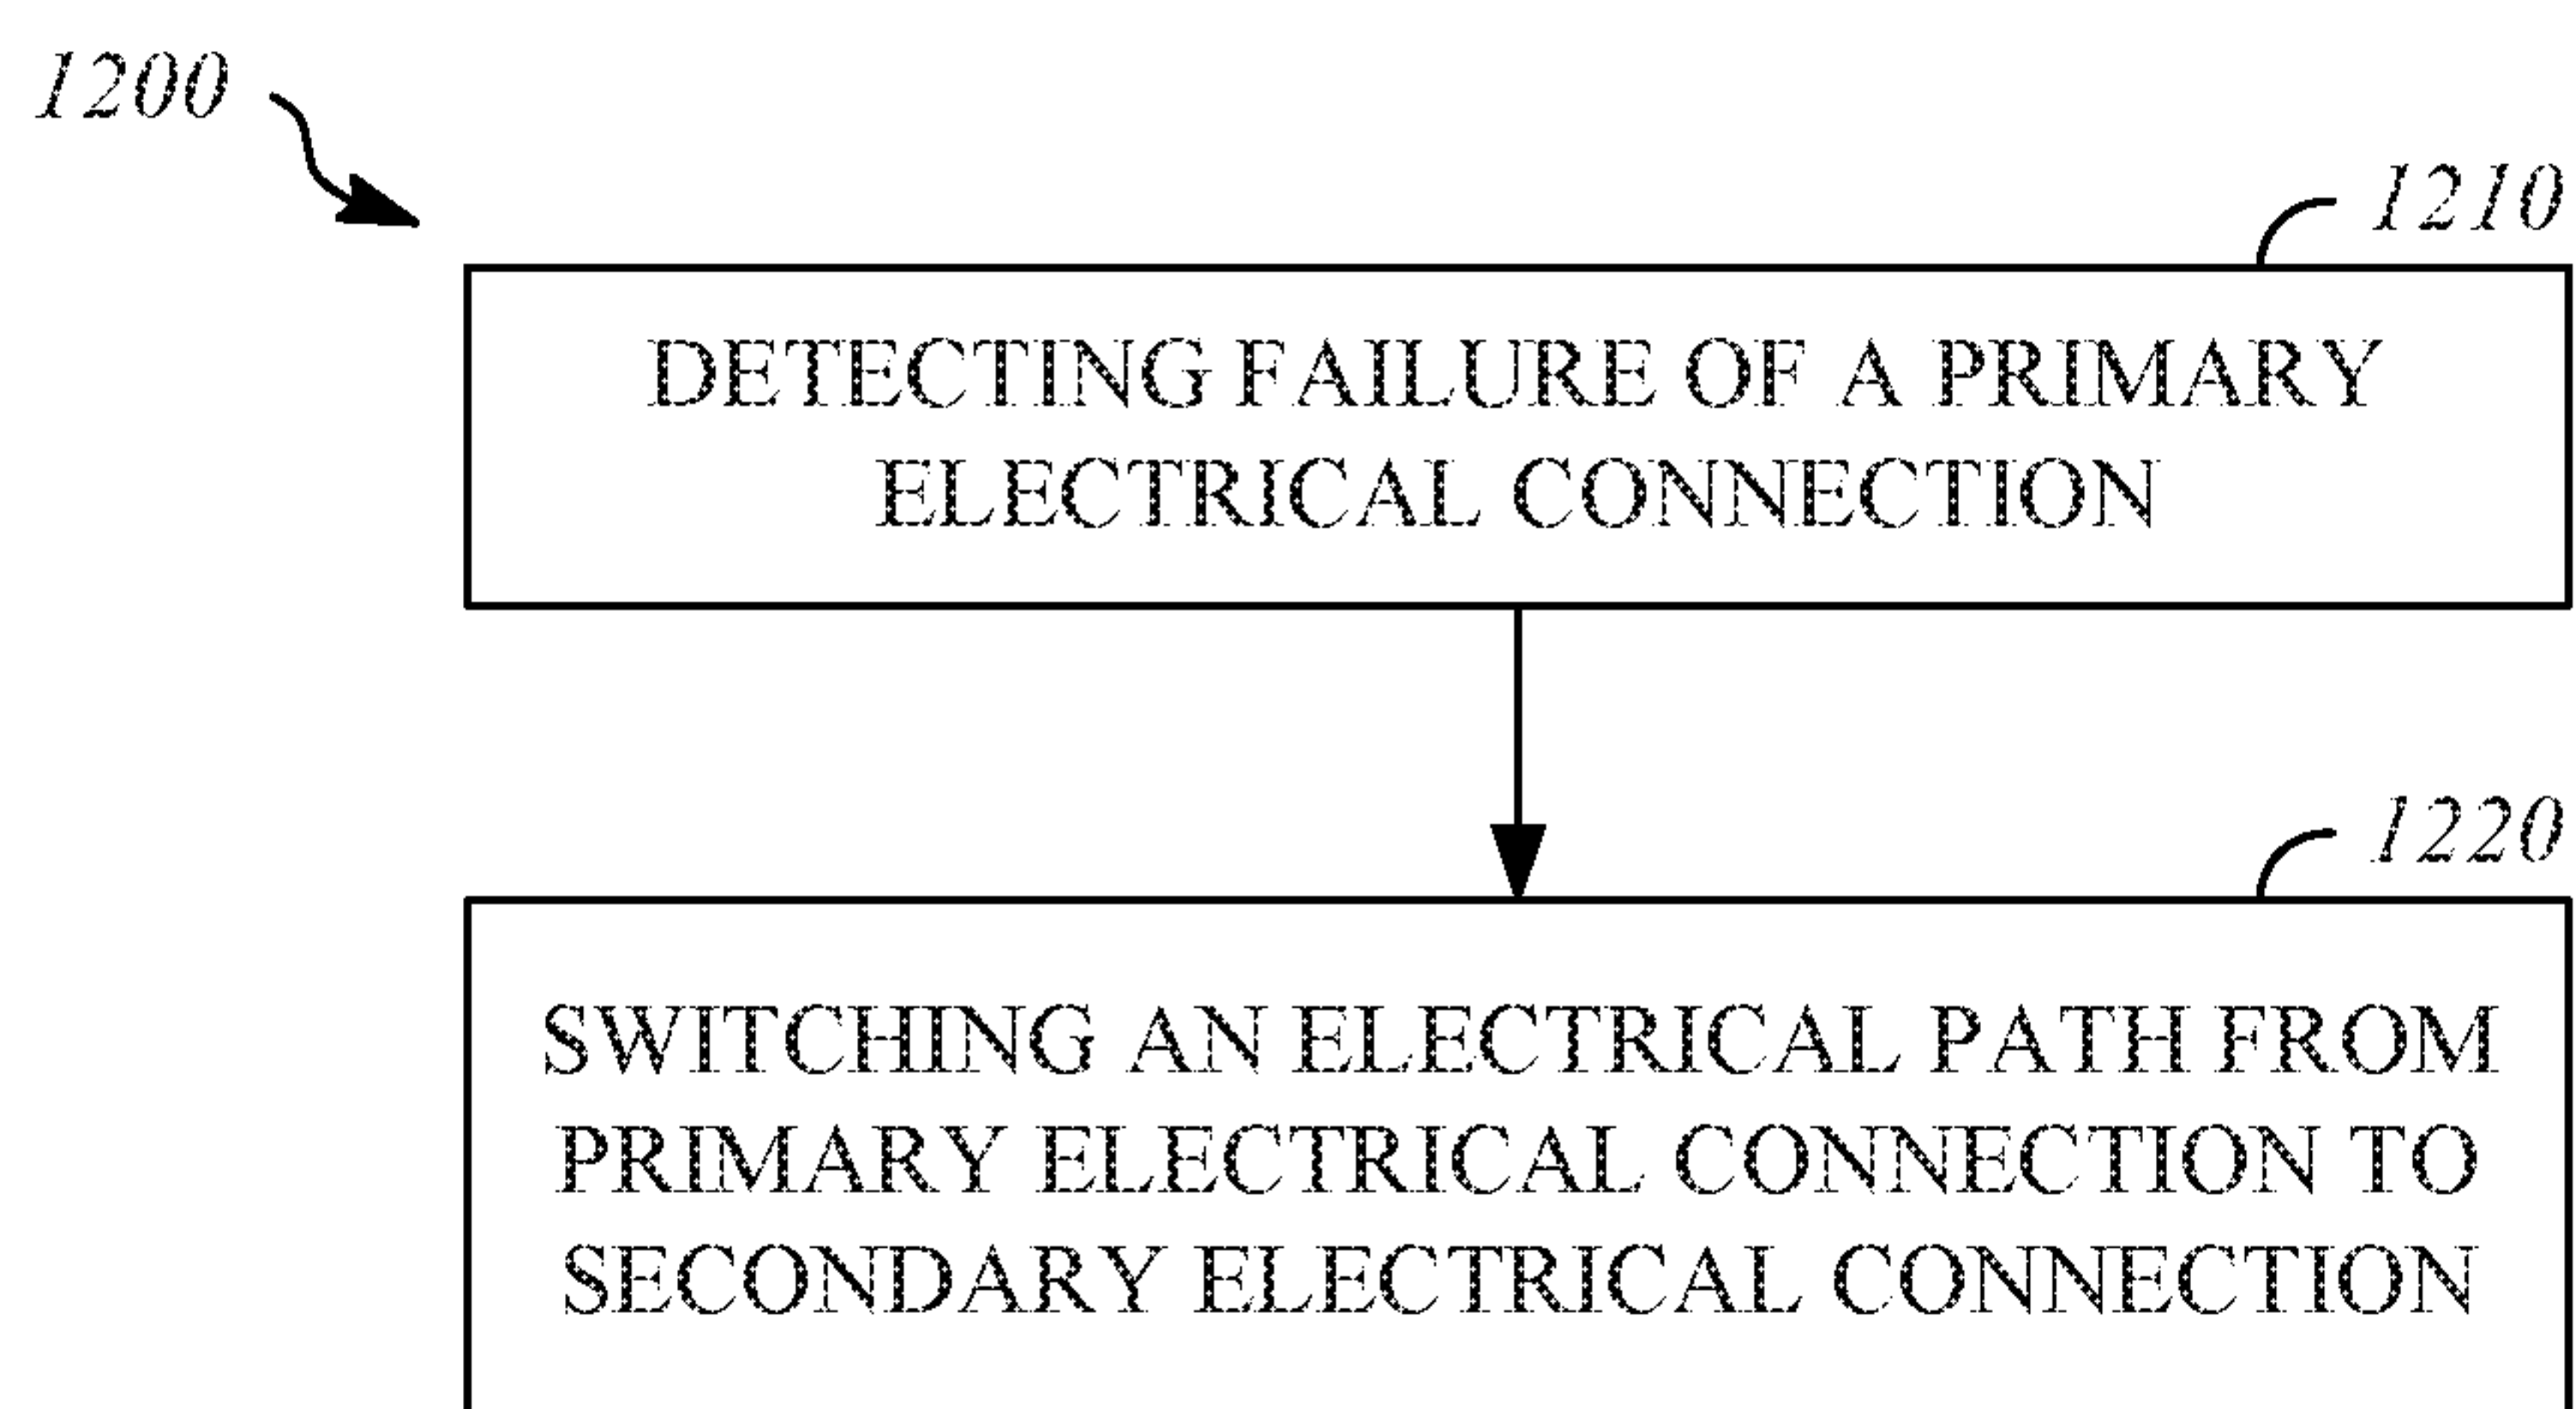 1200
1210
DETECTING FAILURE OF A PRIMARY
ELECTRICAL CONNECTION
1220
SWITCHING AN ELECTRICAL PATH FROM
PRIMARY ELECTRICAL CONNECTION TO
SECONDARY ELECTRICAL CONNECTION